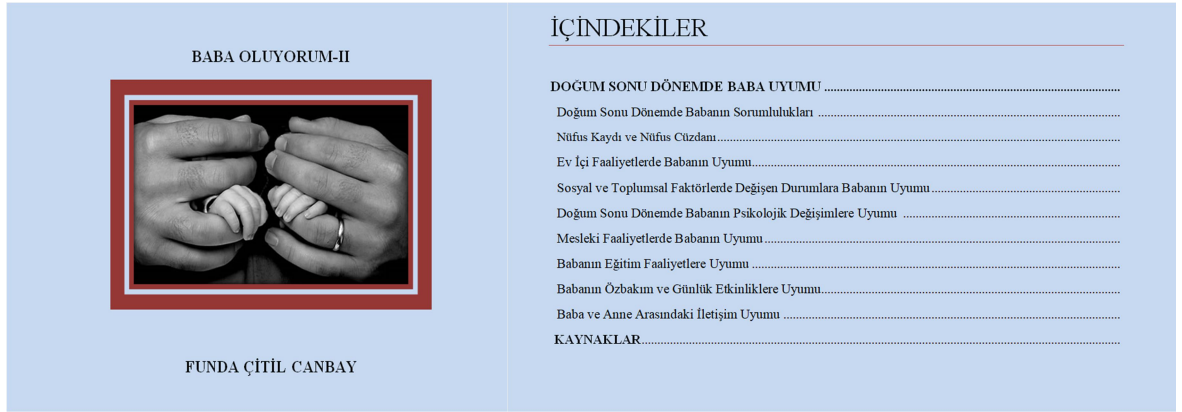 BABA OLUYORUM-II
FUNDA ÇİTİL CANBAY
İÇİNDEKİLER
DOĞUM SONU DÖNEMDE BABA UYUMU ...........................................................................
Doğum Sonu Dönemde Babanın Sorumlulukları ...........................................................................
Nüfus Kaydı ve Nüfus Cüzdanı...........................................................................
Ev İçi Faaliyetlerde Babanın Uyumu...........................................................................
Sosyal ve Toplumsal Faktörlerde Değişen Durumlara Babanın Uyumu..................................................
Doğum Sonu Dönemde Babanın Psikolojik Değişimlere Uyumu ..................................................
Mesleki Faaliyetlerde Babanın Uyumu...........................................................................
Babanın Eğitim Faaliyetlere Uyumu ...........................................................................
Babanın Özbakım ve Günlük Etkinliklere Uyumu...........................................................................
Baba ve Anne Arasındaki İletişim Uyumu ...........................................................................
KAYNAKLAR...........................................................................